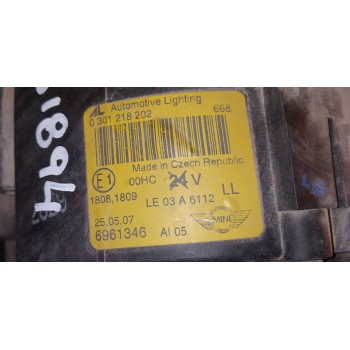 1894
AL Automotive Lighting
0 301 218 202 668
Made in Czech Republic
E1 00HC V
1808,1809 LE 03 A 6112 LL
25.05.07
6961346 AI 05 MINI